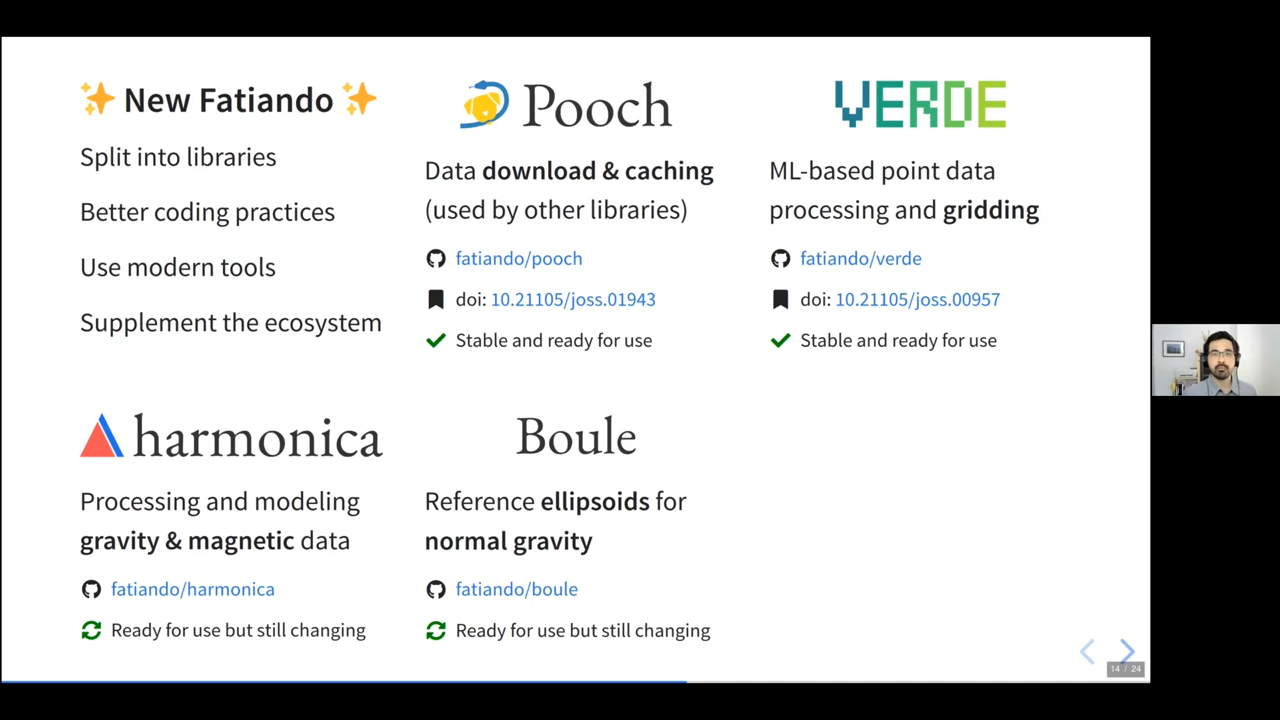 ✨ New Fatiando ✨
Split into libraries
Better coding practices
Use modern tools
Supplement the ecosystem
Pooch
Data download & caching
(used by other libraries)
fatiando/pooch
doi: 10.21105/joss.01943
Stable and ready for use
VERDE
ML-based point data
processing and gridding
fatiando/verde
doi: 10.21105/joss.00957
Stable and ready for use
harmonica
Processing and modeling
gravity & magnetic data
fatiando/harmonica
Ready for use but still changing
Boule
Reference ellipsoids for
normal gravity
fatiando/boule
Ready for use but still changing
14 / 24